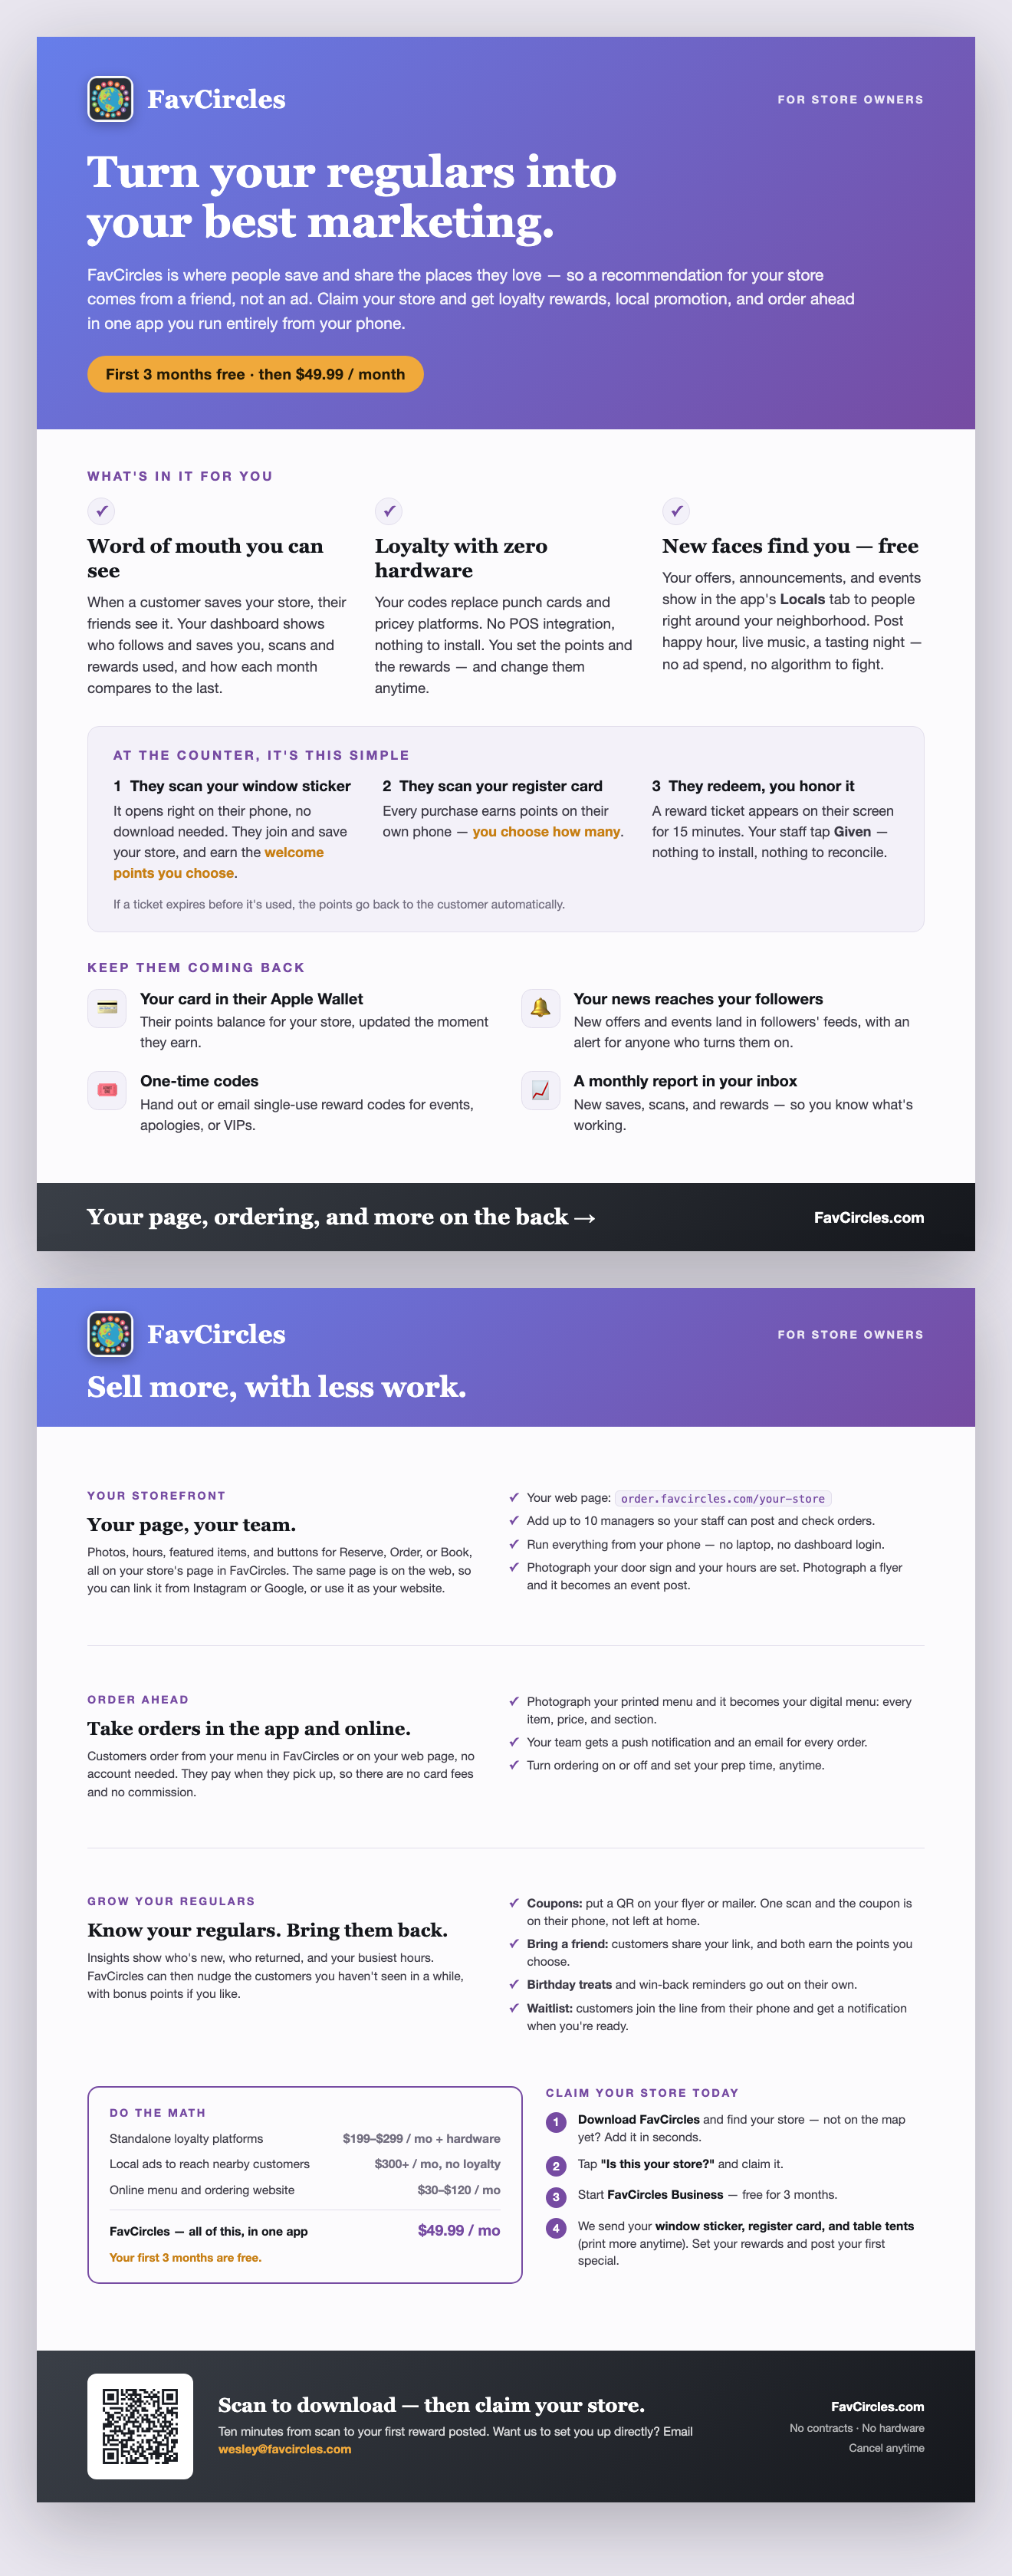 FavCircles
FOR STORE OWNERS
Turn your regulars into
your best marketing.
FavCircles is where people save and share the places they love — so a recommendation for your store
comes from a friend, not an ad. Claim your store and get loyalty rewards, local promotion, and order ahead
in one app you run entirely from your phone.
First 3 months free · then $49.99 / month
WHAT'S IN IT FOR YOU
✓
Word of mouth you can
see
When a customer saves your store, their
friends see it. Your dashboard shows
who follows and saves you, scans and
rewards used, and how each month
compares to the last.
✓
Loyalty with zero
hardware
Your codes replace punch cards and
pricey platforms. No POS integration,
nothing to install. You set the points and
the rewards — and change them
anytime.
✓
New faces find you — free
Your offers, announcements, and events
show in the app's Locals tab to people
right around your neighborhood. Post
happy hour, live music, a tasting night —
no ad spend, no algorithm to fight.
AT THE COUNTER, IT'S THIS SIMPLE
1 They scan your window sticker
It opens right on their phone, no
download needed. They join and save
your store, and earn the welcome
points you choose.
2 They scan your register card
Every purchase earns points on their
own phone — you choose how many.
3 They redeem, you honor it
A reward ticket appears on their screen
for 15 minutes. Your staff tap Given —
nothing to install, nothing to reconcile.
If a ticket expires before it's used, the points go back to the customer automatically.
KEEP THEM COMING BACK
Your card in their Apple Wallet
Their points balance for your store, updated the moment
they earn.
Your news reaches your followers
New offers and events land in followers' feeds, with an
alert for anyone who turns them on.
One-time codes
Hand out or email single-use reward codes for events,
apologies, or VIPs.
A monthly report in your inbox
New saves, scans, and rewards — so you know what's
working.
Your page, ordering, and more on the back →
FavCircles.com
FavCircles
FOR STORE OWNERS
Sell more, with less work.
YOUR STOREFRONT
Your page, your team.
Photos, hours, featured items, and buttons for Reserve, Order, or Book,
all on your store's page in FavCircles. The same page is on the web, so
you can link it from Instagram or Google, or use it as your website.
✓ Your web page: order.favcircles.com/your-store
✓ Add up to 10 managers so your staff can post and check orders.
✓ Run everything from your phone — no laptop, no dashboard login.
✓ Photograph your door sign and your hours are set. Photograph a flyer
and it becomes an event post.
ORDER AHEAD
Take orders in the app and online.
Customers order from your menu in FavCircles or on your web page, no
account needed. They pay when they pick up, so there are no card fees
and no commission.
✓ Photograph your printed menu and it becomes your digital menu: every
item, price, and section.
✓ Your team gets a push notification and an email for every order.
✓ Turn ordering on or off and set your prep time, anytime.
GROW YOUR REGULARS
Know your regulars. Bring them back.
Insights show who's new, who returned, and your busiest hours.
FavCircles can then nudge the customers you haven't seen in a while,
with bonus points if you like.
✓ Coupons: put a QR on your flyer or mailer. One scan and the coupon is
on their phone, not left at home.
✓ Bring a friend: customers share your link, and both earn the points you
choose.
✓ Birthday treats and win-back reminders go out on their own.
✓ Waitlist: customers join the line from their phone and get a notification
when you're ready.
DO THE MATH
Standalone loyalty platforms $199–$299 / mo + hardware
Local ads to reach nearby customers $300+ / mo, no loyalty
Online menu and ordering website $30–$120 / mo
FavCircles — all of this, in one app $49.99 / mo
Your first 3 months are free.
CLAIM YOUR STORE TODAY
1 Download FavCircles and find your store — not on the map
yet? Add it in seconds.
2 Tap "Is this your store?" and claim it.
3 Start FavCircles Business — free for 3 months.
4 We send your window sticker, register card, and table tents
(print more anytime). Set your rewards and post your first
special.
Scan to download — then claim your store.
Ten minutes from scan to your first reward posted. Want us to set you up directly? Email
wesley@favcircles.com
FavCircles.com
No contracts · No hardware
Cancel anytime